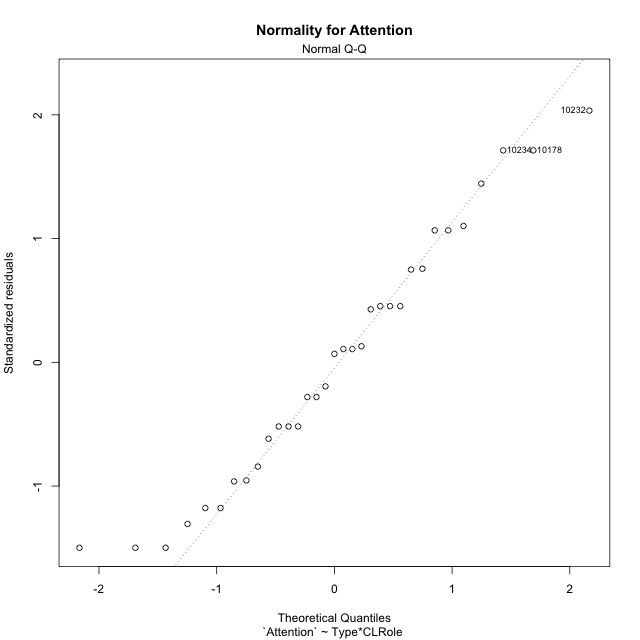 Normality for Attention
Normal Q-Q
2
1
0
-1
Standardized residuals
10232
10234
10178
-2
-1
0
1
2
Theoretical Quantiles
`Attention` ~ Type*CLRole